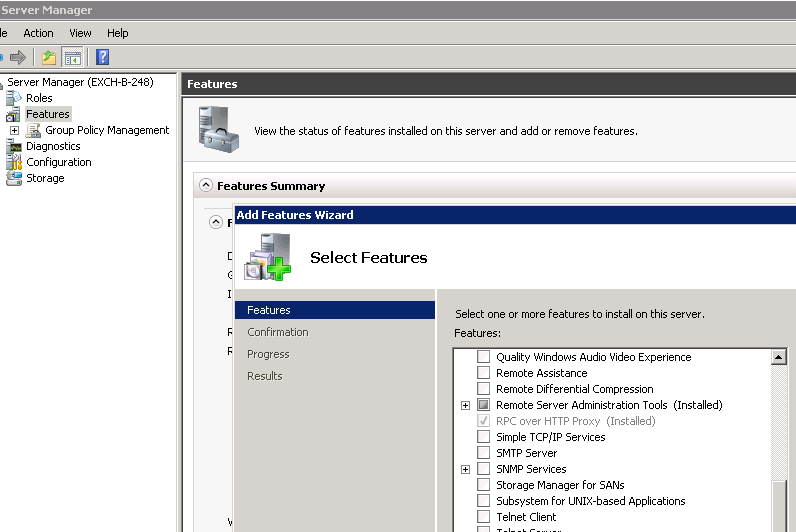 Server Manager
Action View Help
Server Manager (EXCH-B-248)
Roles
Features
Group Policy Management
Diagnostics
Configuration
Storage
Features
View the status of features installed on this server and add or remove features.
Features Summary
Add Features Wizard
Select Features
Features
Confirmation
Progress
Results
Select one or more features to install on this server.
Features:
Quality Windows Audio Video Experience
Remote Assistance
Remote Differential Compression
Remote Server Administration Tools (Installed)
RPC over HTTP Proxy (Installed)
Simple TCP/IP Services
SMTP Server
SNMP Services
Storage Manager for SANs
Subsystem for UNIX-based Applications
Telnet Client
Telnet Server